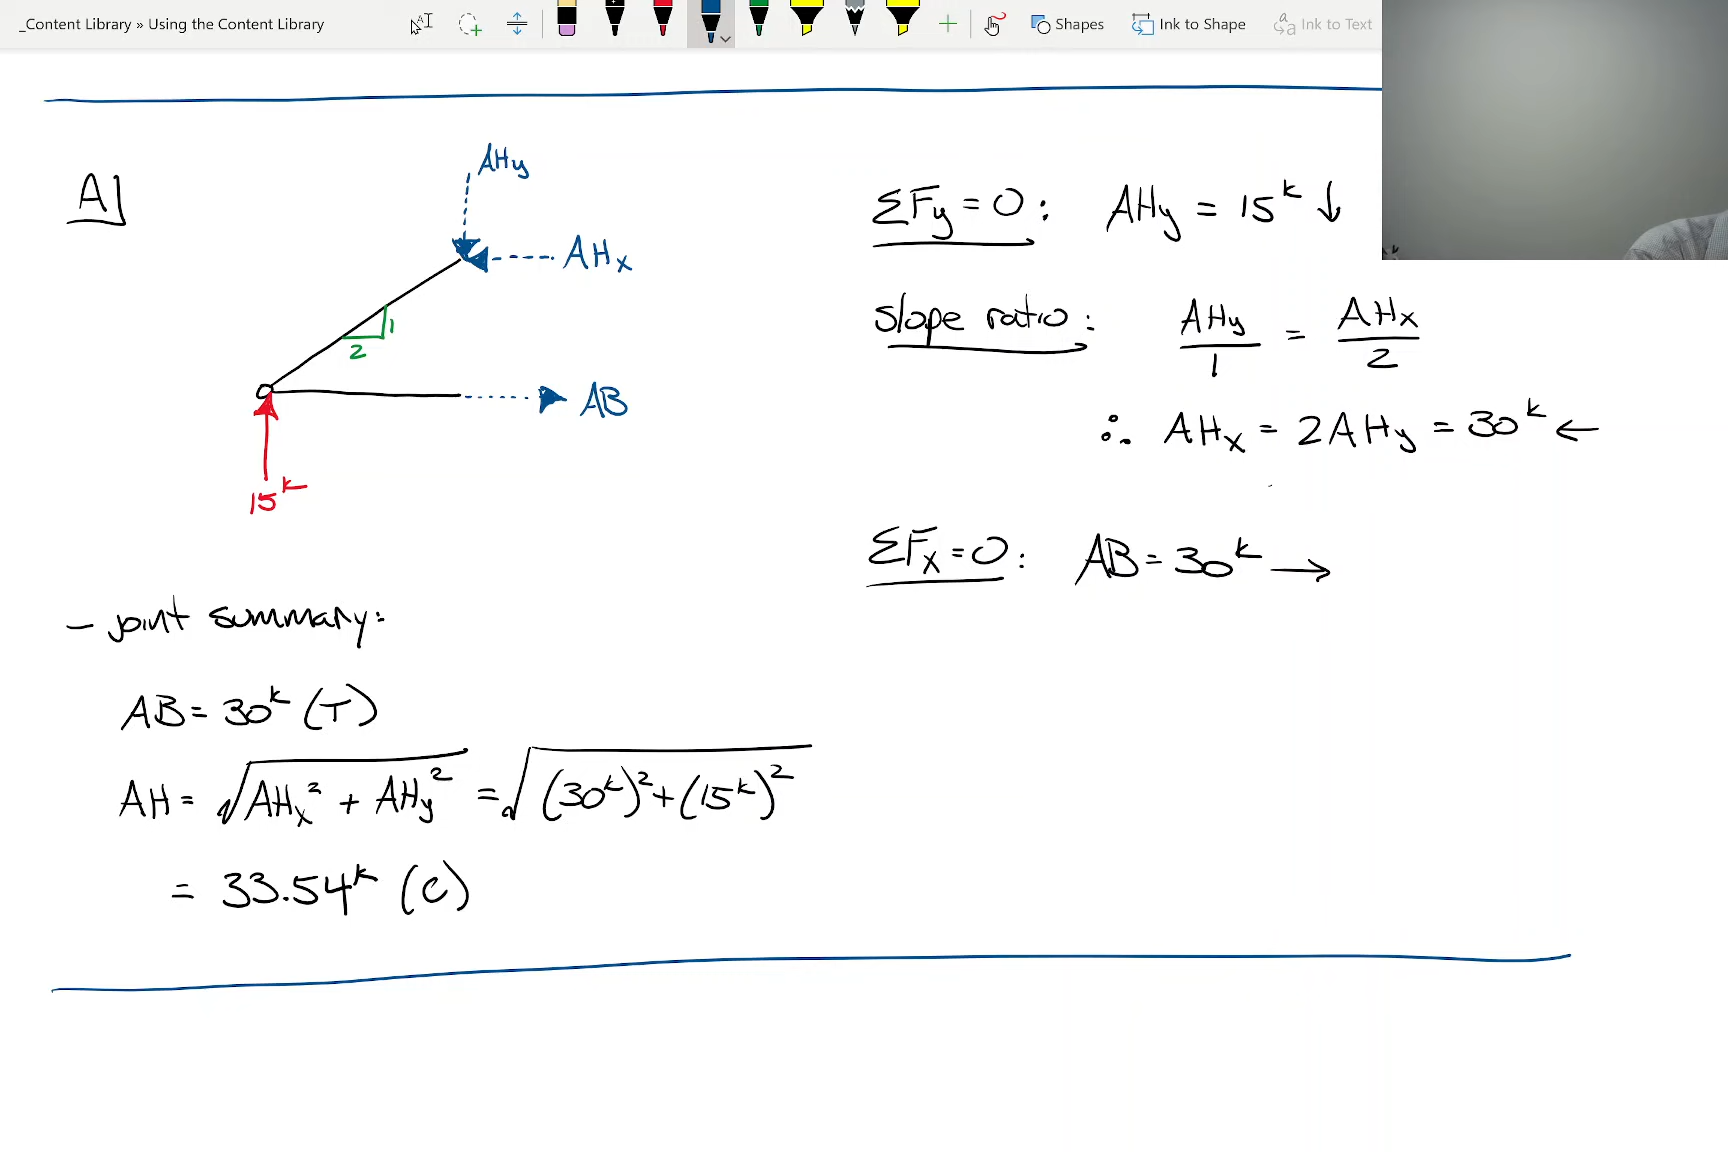 _Content Library » Using the Content Library
Shapes
Ink to Shape
Ink to Text
A
AHy
AHx
1
2
AB
15ᵏ
ΣFy = 0: AHy = 15ᵏ ↓
slope ratio: AHy/1 = AHx/2
∴ AHx = 2AHy = 30ᵏ ←
ΣFx = 0: AB = 30ᵏ →
- joint summary:
AB = 30ᵏ (T)
AH = √(AHx² + AHy²) = √((30ᵏ)² + (15ᵏ)²)
= 33.54ᵏ (C)